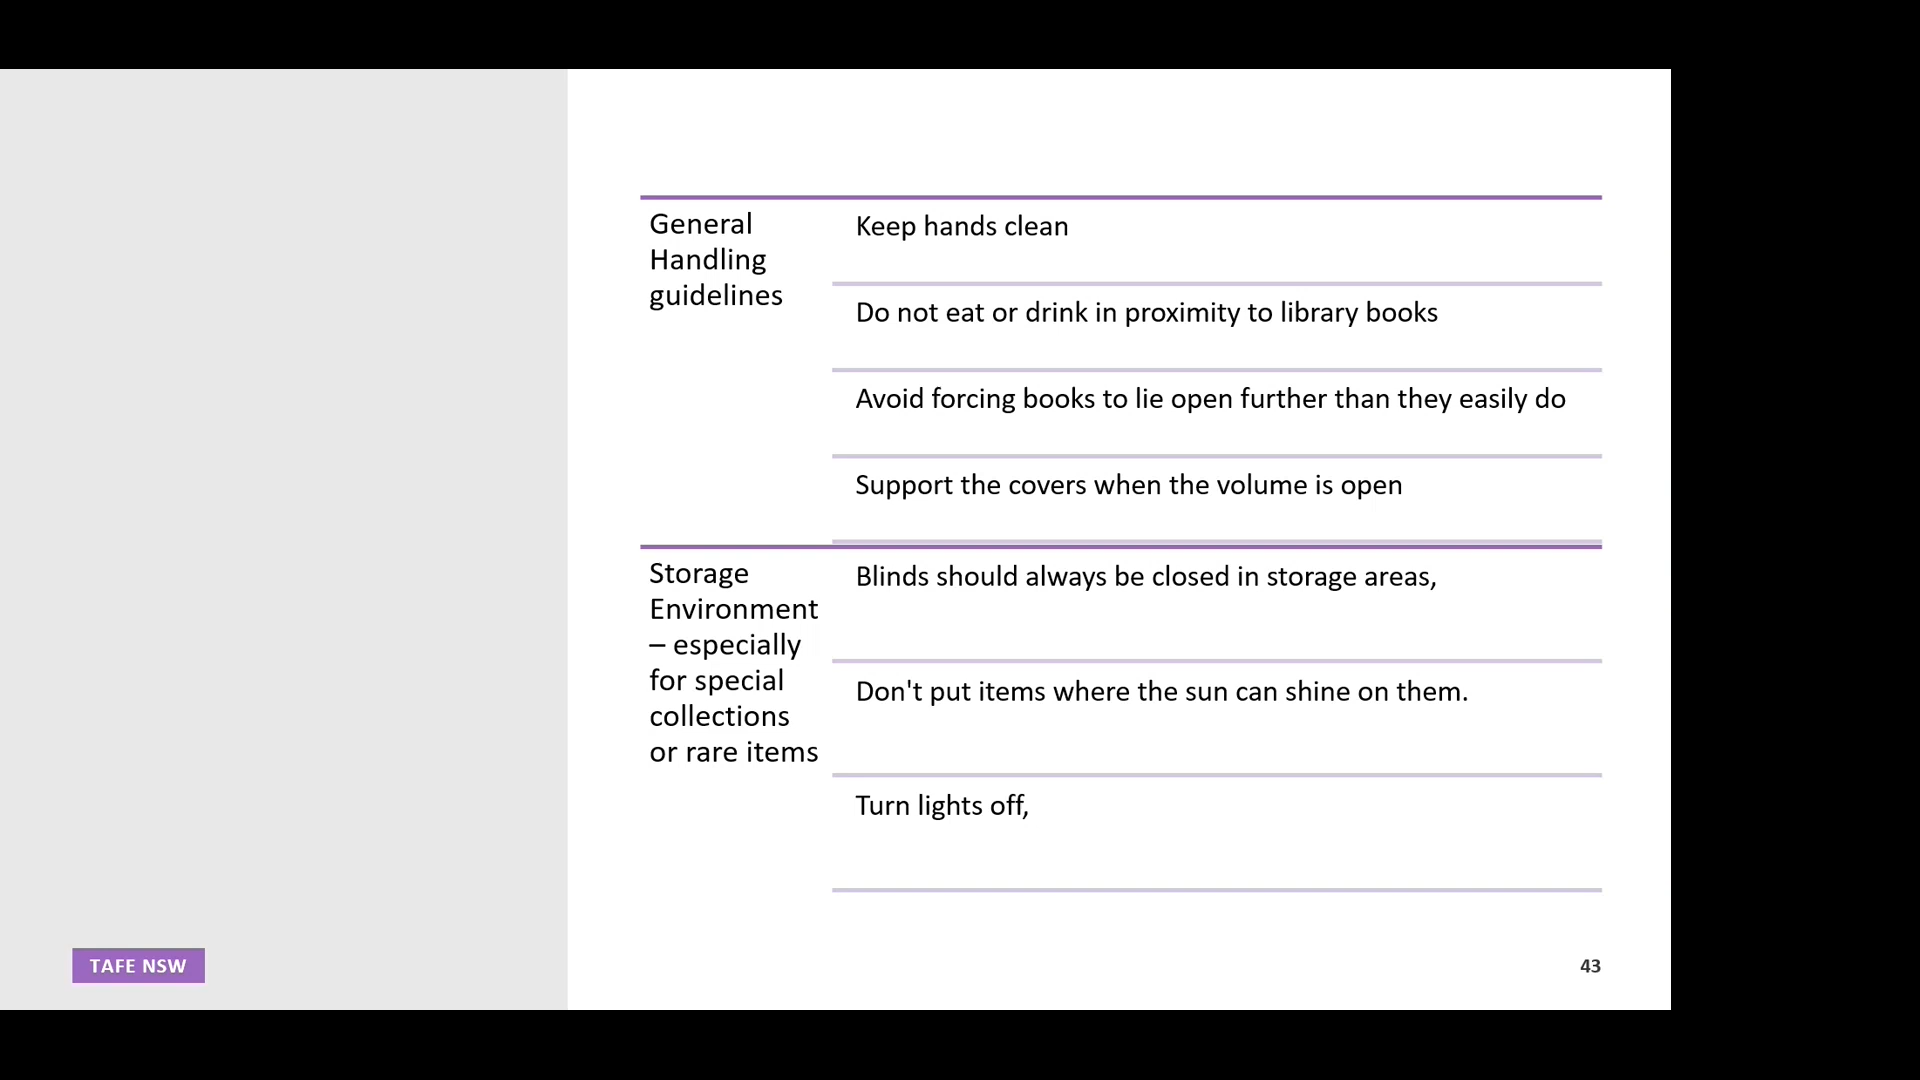 General
Handling
guidelines
Keep hands clean
Do not eat or drink in proximity to library books
Avoid forcing books to lie open further than they easily do
Support the covers when the volume is open
Storage
Environment
– especially
for special
collections
or rare items
Blinds should always be closed in storage areas,
Don't put items where the sun can shine on them.
Turn lights off,
TAFE NSW
43